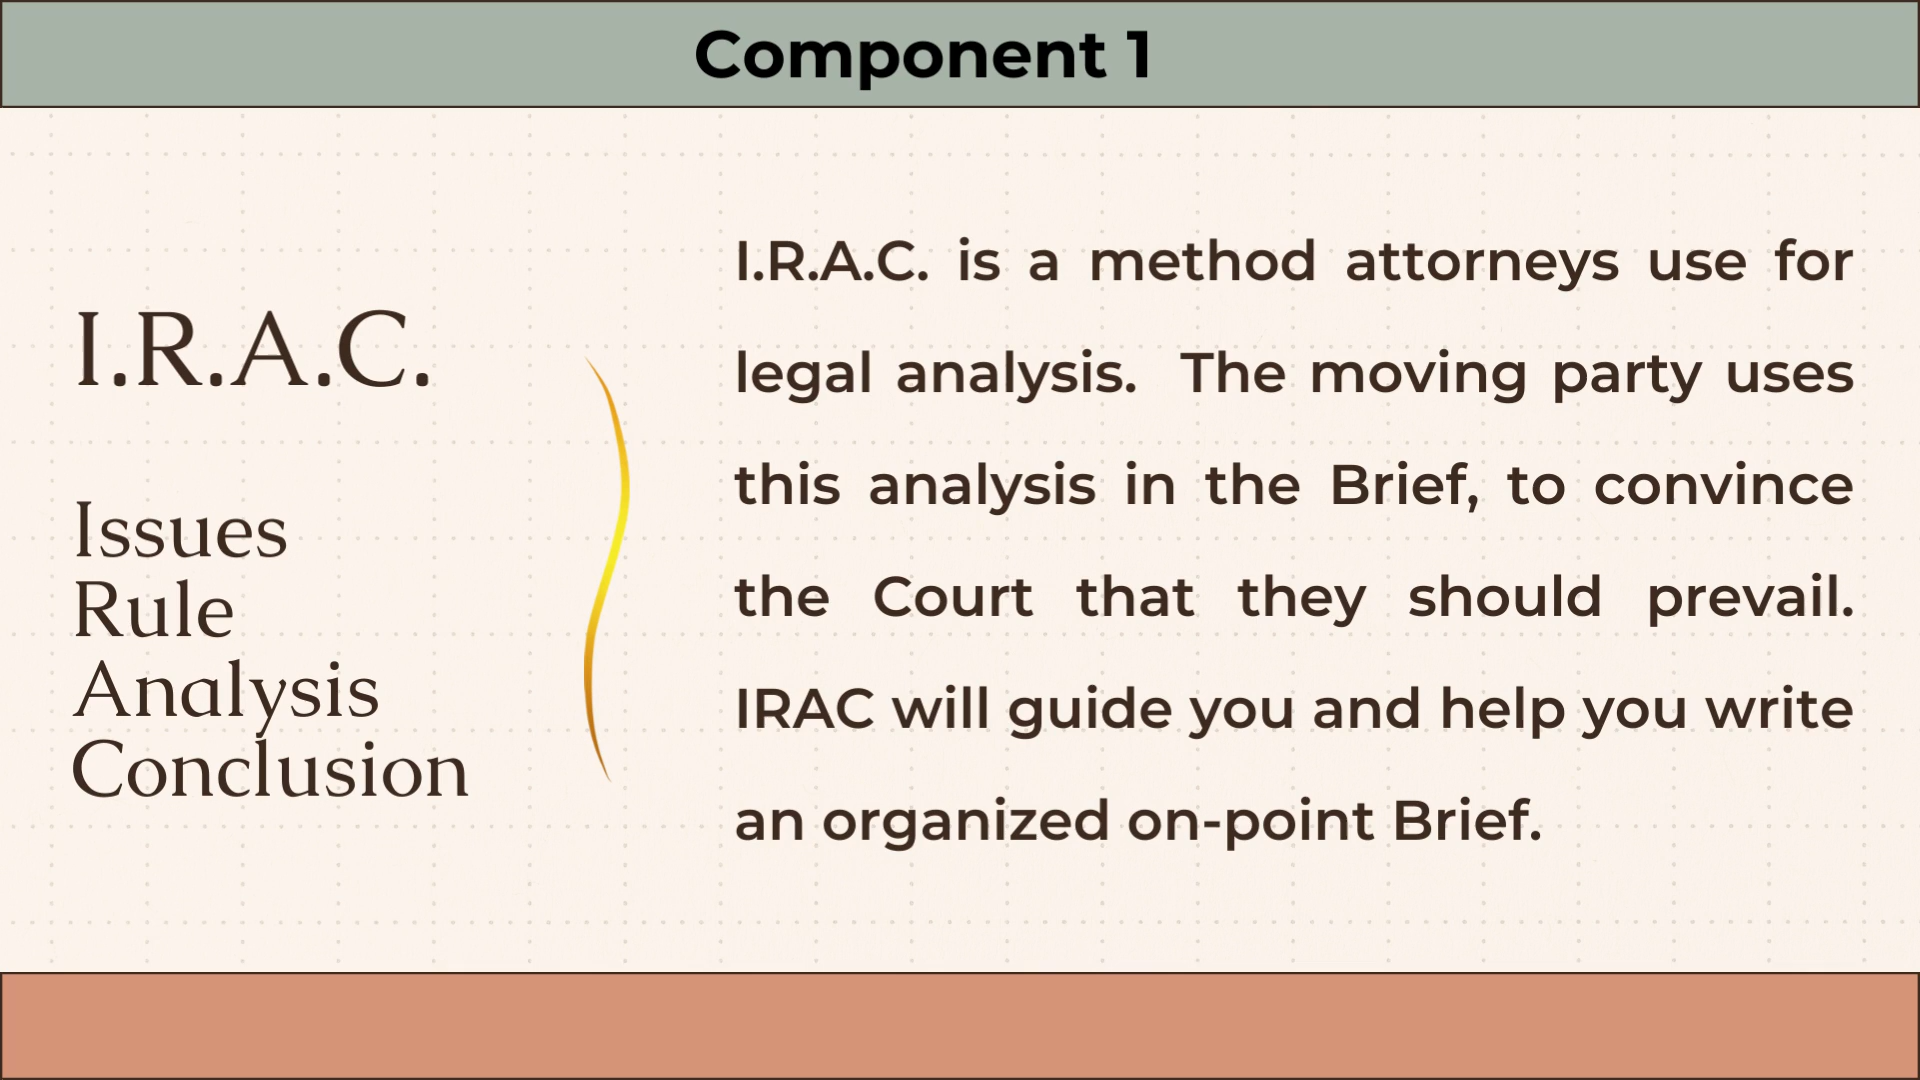 Component 1
I.R.A.C.
Issues
Rule
Analysis
Conclusion
I.R.A.C. is a method attorneys use for
legal analysis.  The moving party uses
this analysis in the Brief, to convince
the Court that they should prevail.
IRAC will guide you and help you write
an organized on-point Brief.